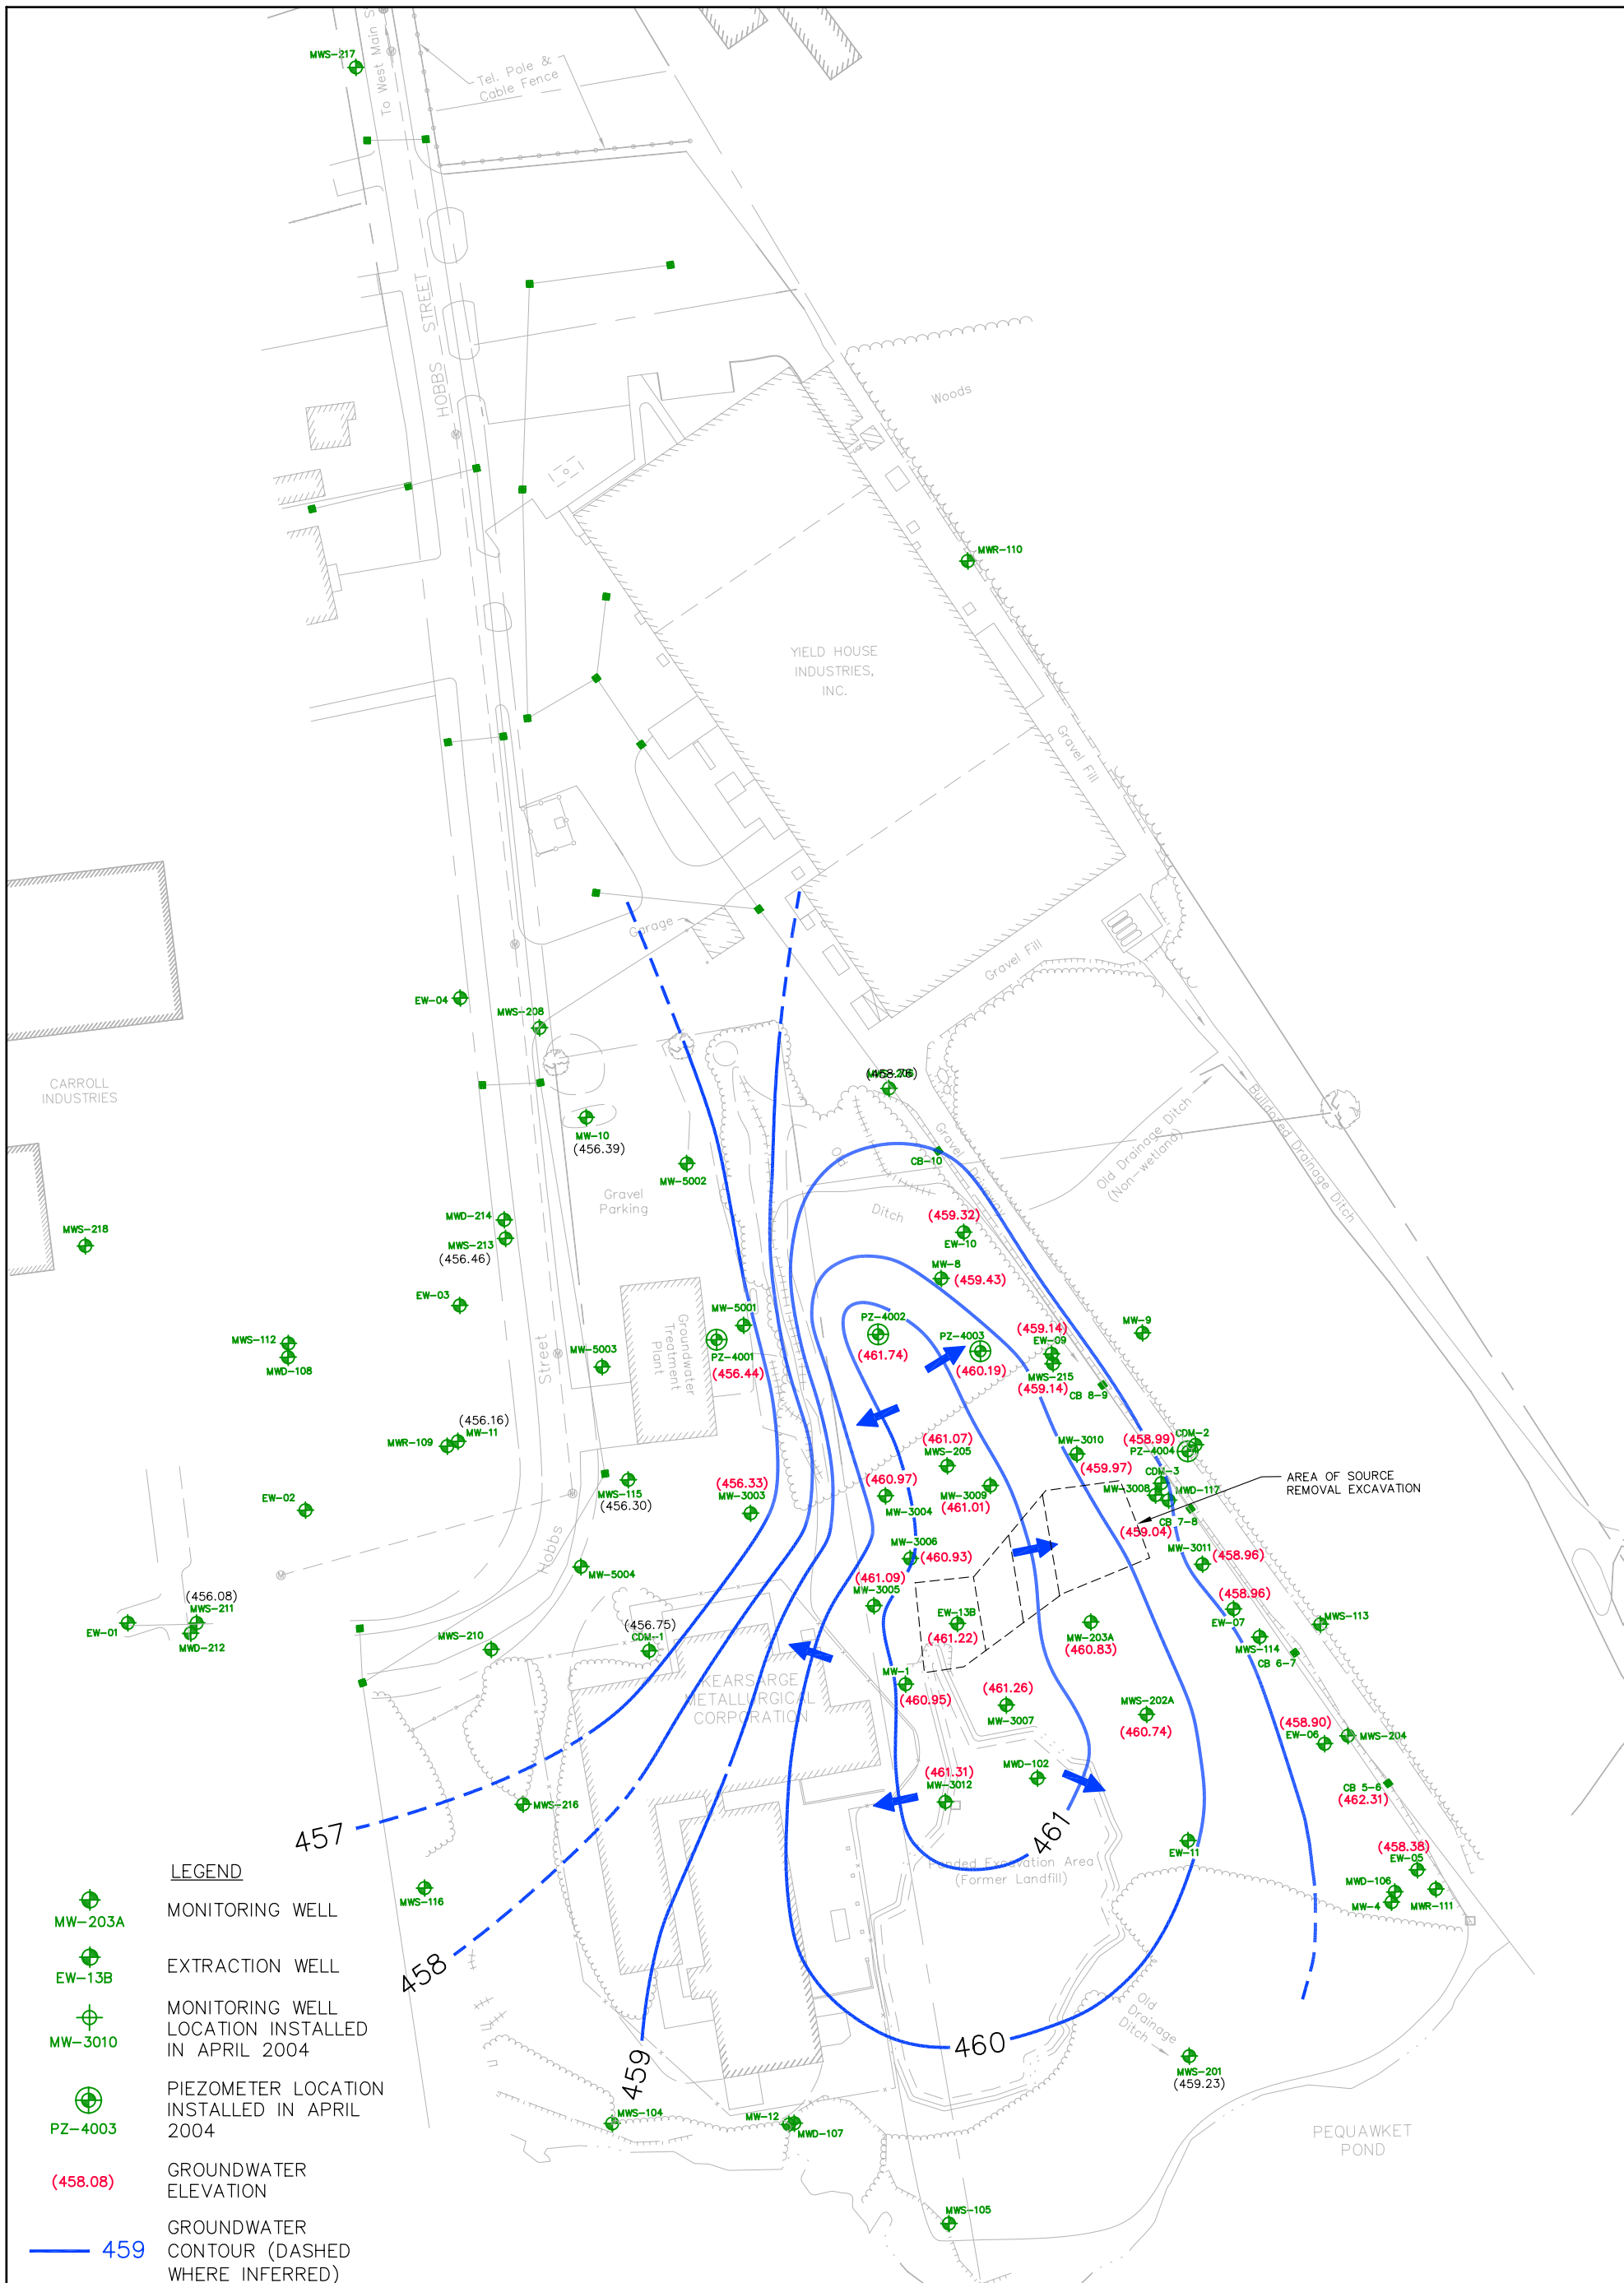 MWS-217
To West Main S
Tel. Pole &
Cable Fence
HOBBS STREET
Woods
MWR-110
YIELD HOUSE
INDUSTRIES,
INC.
Gravel Fill
Garage
Gravel Fill
EW-04
MWS-208
CARROLL
INDUSTRIES
(458.76)
MW-10
(456.39)
MW-5002
CB-10
Gravel Driveway
Old Drainage Ditch
(Non-wetland)
Bulldozed Drainage Ditch
Gravel
Parking
Old
Ditch
MWD-214
MWS-213
(456.46)
MWS-218
(459.32)
EW-10
MW-8
(459.43)
EW-03
MW-5001
PZ-4001
(456.44)
Groundwater
Treatment
Plant
PZ-4002
(461.74)
PZ-4003
(460.19)
(459.14)
EW-09
MWS-215
(459.14)
MW-9
CB 8-9
MWS-112
MWD-108
MW-5003
Street
(456.16)
MW-11
MWR-109
(461.07)
MWS-205
MW-3010
(459.97)
(458.99)
CDM-2
PZ-4004
CDM-3
MW-3008
MWD-117
CB 7-8
(459.04)
AREA OF SOURCE
REMOVAL EXCAVATION
EW-02
MWS-115
(456.30)
(456.33)
MW-3003
(460.97)
MW-3004
MW-3009
(461.01)
MW-3006
(460.93)
MW-3011
(458.96)
Hobbs
MW-5004
(461.09)
MW-3005
(458.96)
EW-07
(456.08)
MWS-211
EW-01
MWD-212
MWS-210
(456.75)
CDM-1
EW-13B
(461.22)
MW-203A
(460.83)
MWS-113
MWS-114
CB 6-7
KEARSARGE
METALLURGICAL
CORPORATION
MW-1
(460.95)
(461.26)
MW-3007
MWS-202A
(460.74)
(458.90)
EW-06
MWS-204
(461.31)
MW-3012
MWD-102
CB 5-6
(462.31)
MWS-216
457
461
EW-11
Ponded Excavation Area
(Former Landfill)
(458.38)
EW-05
MWD-106
MW-4
MWR-111
MWS-116
458
459
460
Old
Drainage
Ditch
MWS-201
(459.23)
MWS-104
MW-12
MWD-107
PEQUAWKET
POND
MWS-105
LEGEND
MW-203A
MONITORING WELL
EW-13B
EXTRACTION WELL
MW-3010
MONITORING WELL
LOCATION INSTALLED
IN APRIL 2004
PZ-4003
PIEZOMETER LOCATION
INSTALLED IN APRIL
2004
(458.08)
GROUNDWATER
ELEVATION
459
GROUNDWATER
CONTOUR (DASHED
WHERE INFERRED)